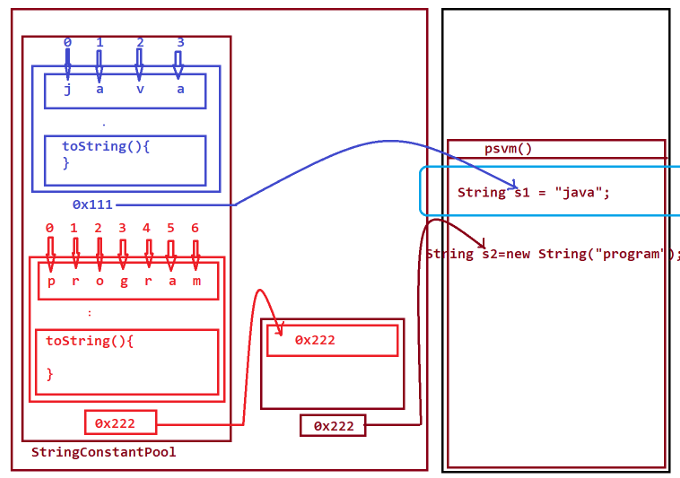 0 1 2 3
j a v a
.
toString(){
}
0x111
0 1 2 3 4 5 6
p r o g r a m
:
toString(){
}
0x222
StringConstantPool
0x222
0x222
psvm()
String s1 = "java";
String s2=new String("program");